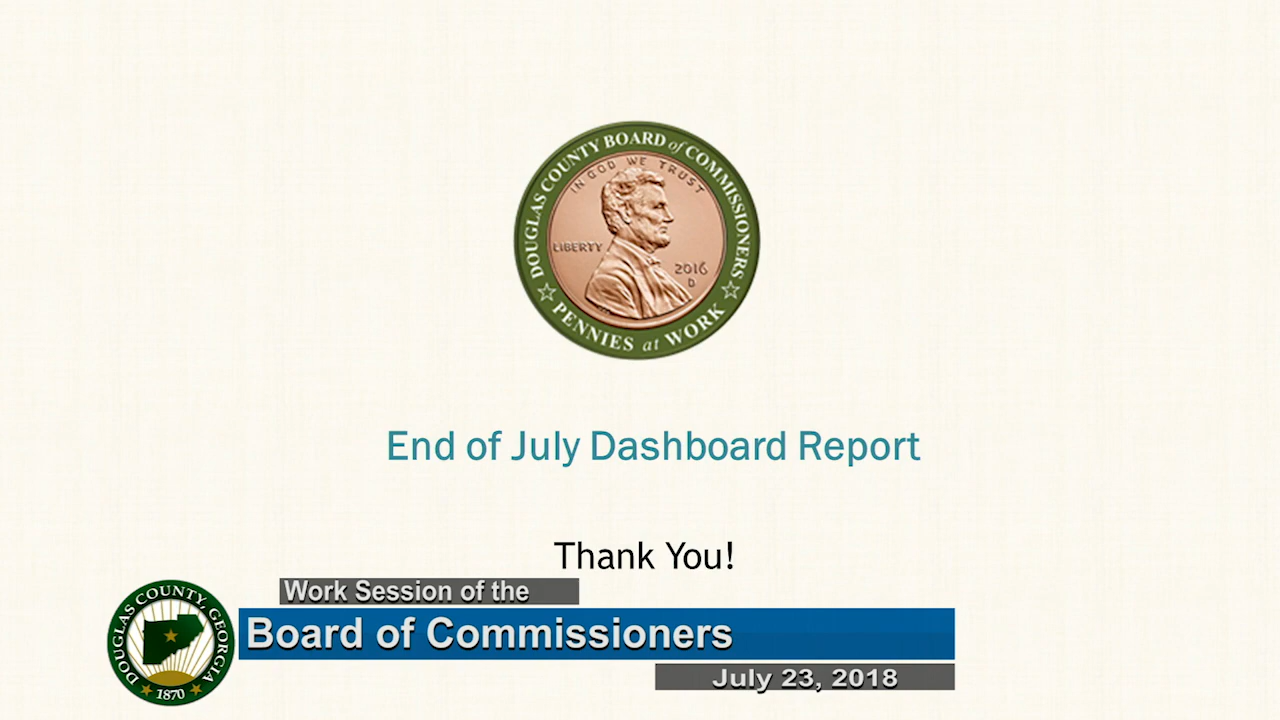 DOUGLAS COUNTY BOARD of COMMISSIONERS
IN GOD WE TRUST
LIBERTY
2016
D
PENNIES at WORK
End of July Dashboard Report
Thank You!
Work Session of the
Board of Commissioners
July 23, 2018
DOUGLAS COUNTY, GEORGIA
1870